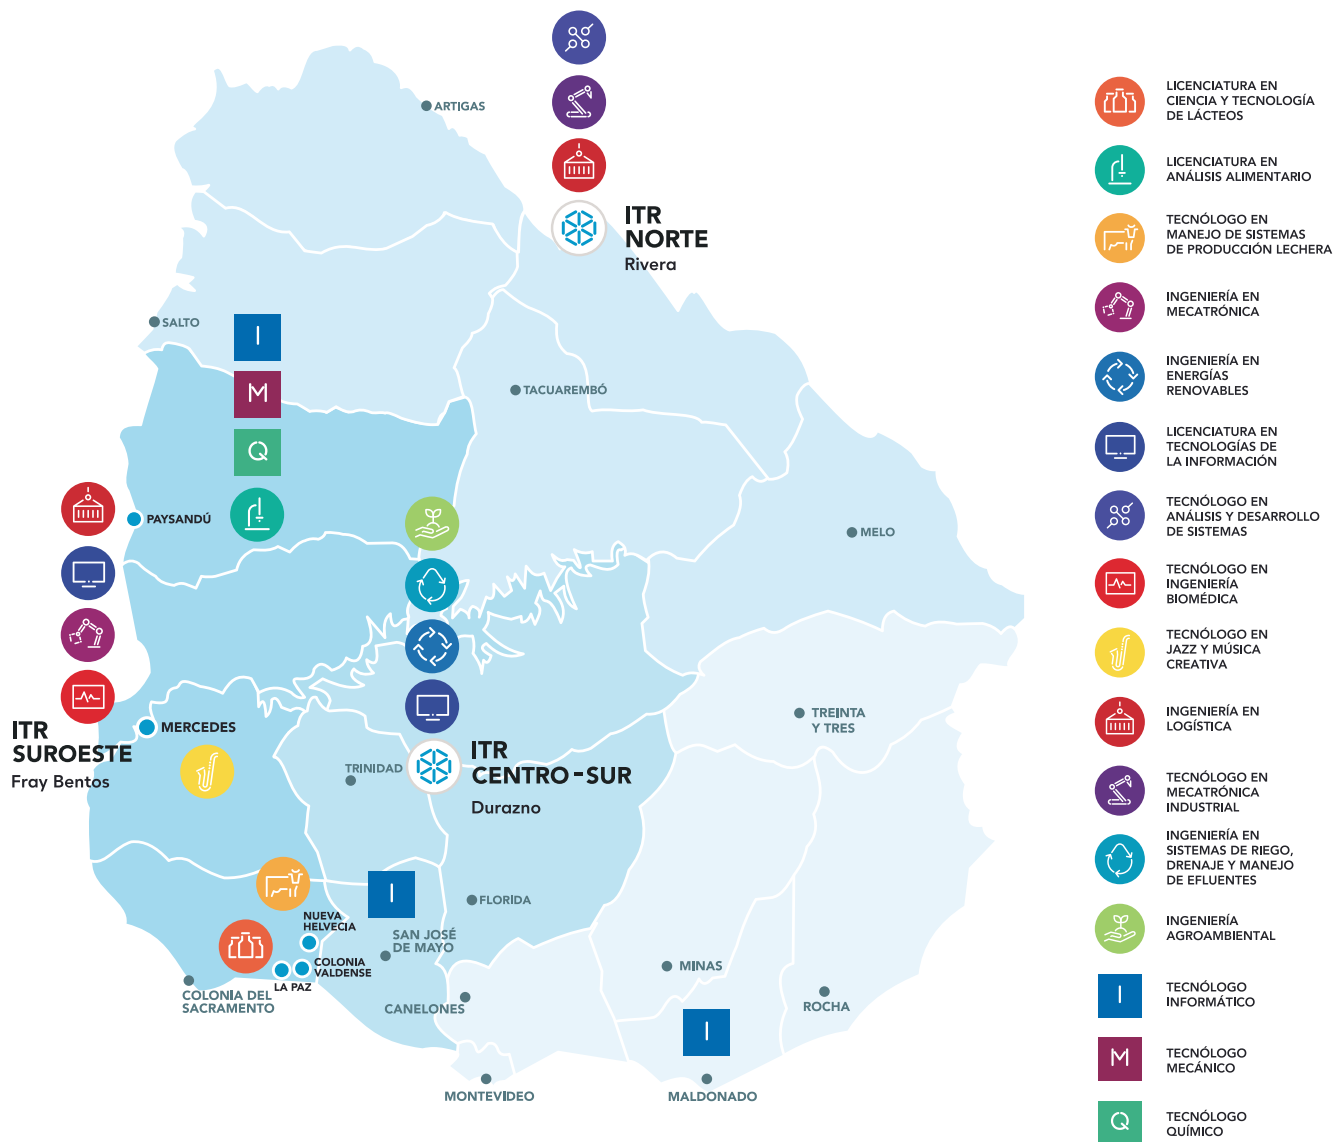 ARTIGAS
ITR
NORTE
Rivera
SALTO
I
M
Q
TACUAREMBÓ
PAYSANDÚ
MELO
MERCEDES
ITR
SUROESTE
Fray Bentos
TRINIDAD
ITR
CENTRO-SUR
Durazno
TREINTA
Y TRES
I
FLORIDA
NUEVA
HELVECIA
SAN JOSÉ
DE MAYO
COLONIA
VALDENSE
LA PAZ
COLONIA DEL
SACRAMENTO
CANELONES
MINAS
ROCHA
I
MONTEVIDEO
MALDONADO
LICENCIATURA EN
CIENCIA Y TECNOLOGÍA
DE LÁCTEOS
LICENCIATURA EN
ANÁLISIS ALIMENTARIO
TECNÓLOGO EN
MANEJO DE SISTEMAS
DE PRODUCCIÓN LECHERA
INGENIERÍA EN
MECATRÓNICA
INGENIERÍA EN
ENERGÍAS
RENOVABLES
LICENCIATURA EN
TECNOLOGÍAS DE
LA INFORMACIÓN
TECNÓLOGO EN
ANÁLISIS Y DESARROLLO
DE SISTEMAS
TECNÓLOGO EN
INGENIERÍA
BIOMÉDICA
TECNÓLOGO EN
JAZZ Y MÚSICA
CREATIVA
INGENIERÍA EN
LOGÍSTICA
TECNÓLOGO EN
MECATRÓNICA
INDUSTRIAL
INGENIERÍA EN
SISTEMAS DE RIEGO,
DRENAJE Y MANEJO
DE EFLUENTES
INGENIERÍA
AGROAMBIENTAL
I
TECNÓLOGO
INFORMÁTICO
M
TECNÓLOGO
MECÁNICO
Q
TECNÓLOGO
QUÍMICO